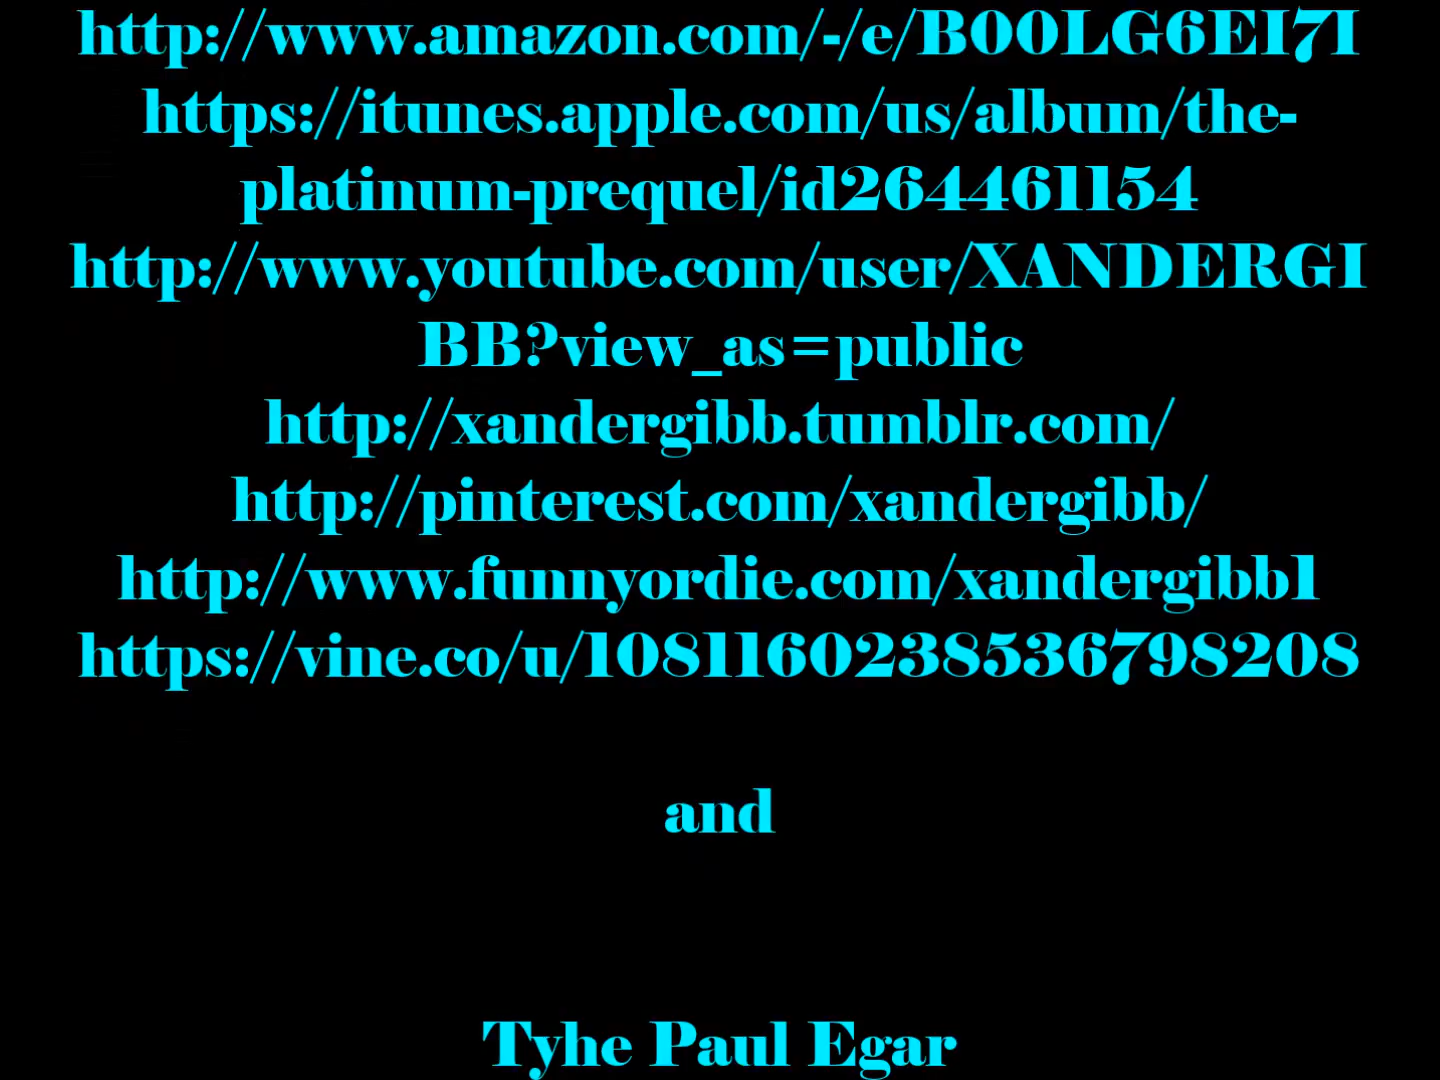 http://www.amazon.com/-/e/B00LG6EI7I
https://itunes.apple.com/us/album/the-
platinum-prequel/id264461154
http://www.youtube.com/user/XANDERGI
BB?view_as=public
http://xandergibb.tumblr.com/
http://pinterest.com/xandergibb/
http://www.funnyordie.com/xandergibb1
https://vine.co/u/1081160238536798208
and
Tyhe Paul Egar